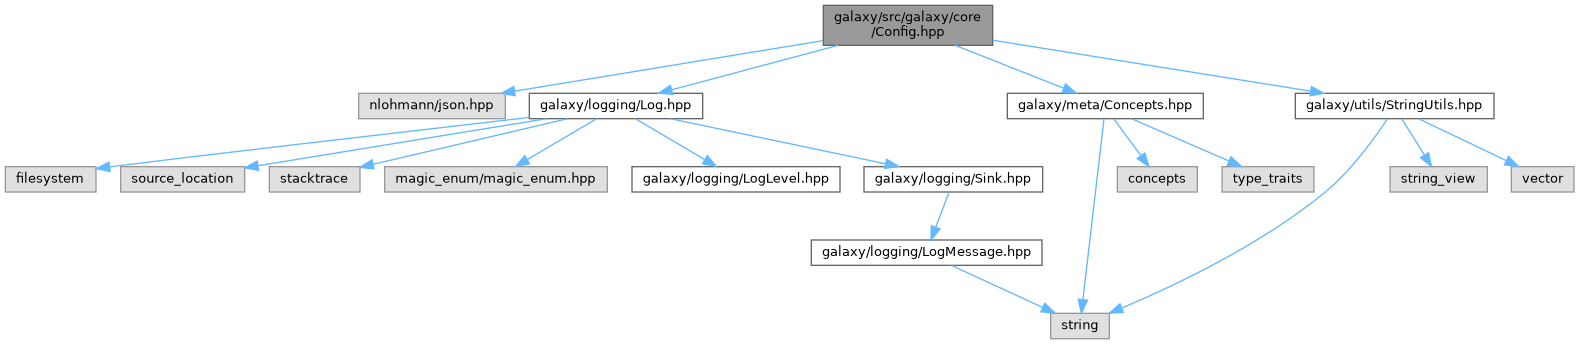 galaxy/src/galaxy/core
/Config.hpp
nlohmann/json.hpp
galaxy/logging/Log.hpp
galaxy/meta/Concepts.hpp
galaxy/utils/StringUtils.hpp
filesystem
source_location
stacktrace
magic_enum/magic_enum.hpp
galaxy/logging/LogLevel.hpp
galaxy/logging/Sink.hpp
concepts
type_traits
string_view
vector
galaxy/logging/LogMessage.hpp
string